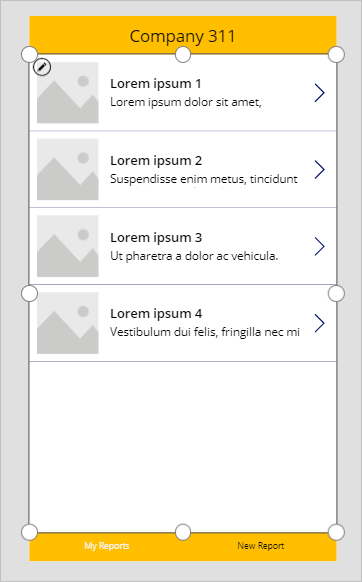 Company 311
Lorem ipsum 1
Lorem ipsum dolor sit amet,
Lorem ipsum 2
Suspendisse enim metus, tincidunt
Lorem ipsum 3
Ut pharetra a dolor ac vehicula.
Lorem ipsum 4
Vestibulum dui felis, fringilla nec mi
My Reports
New Report